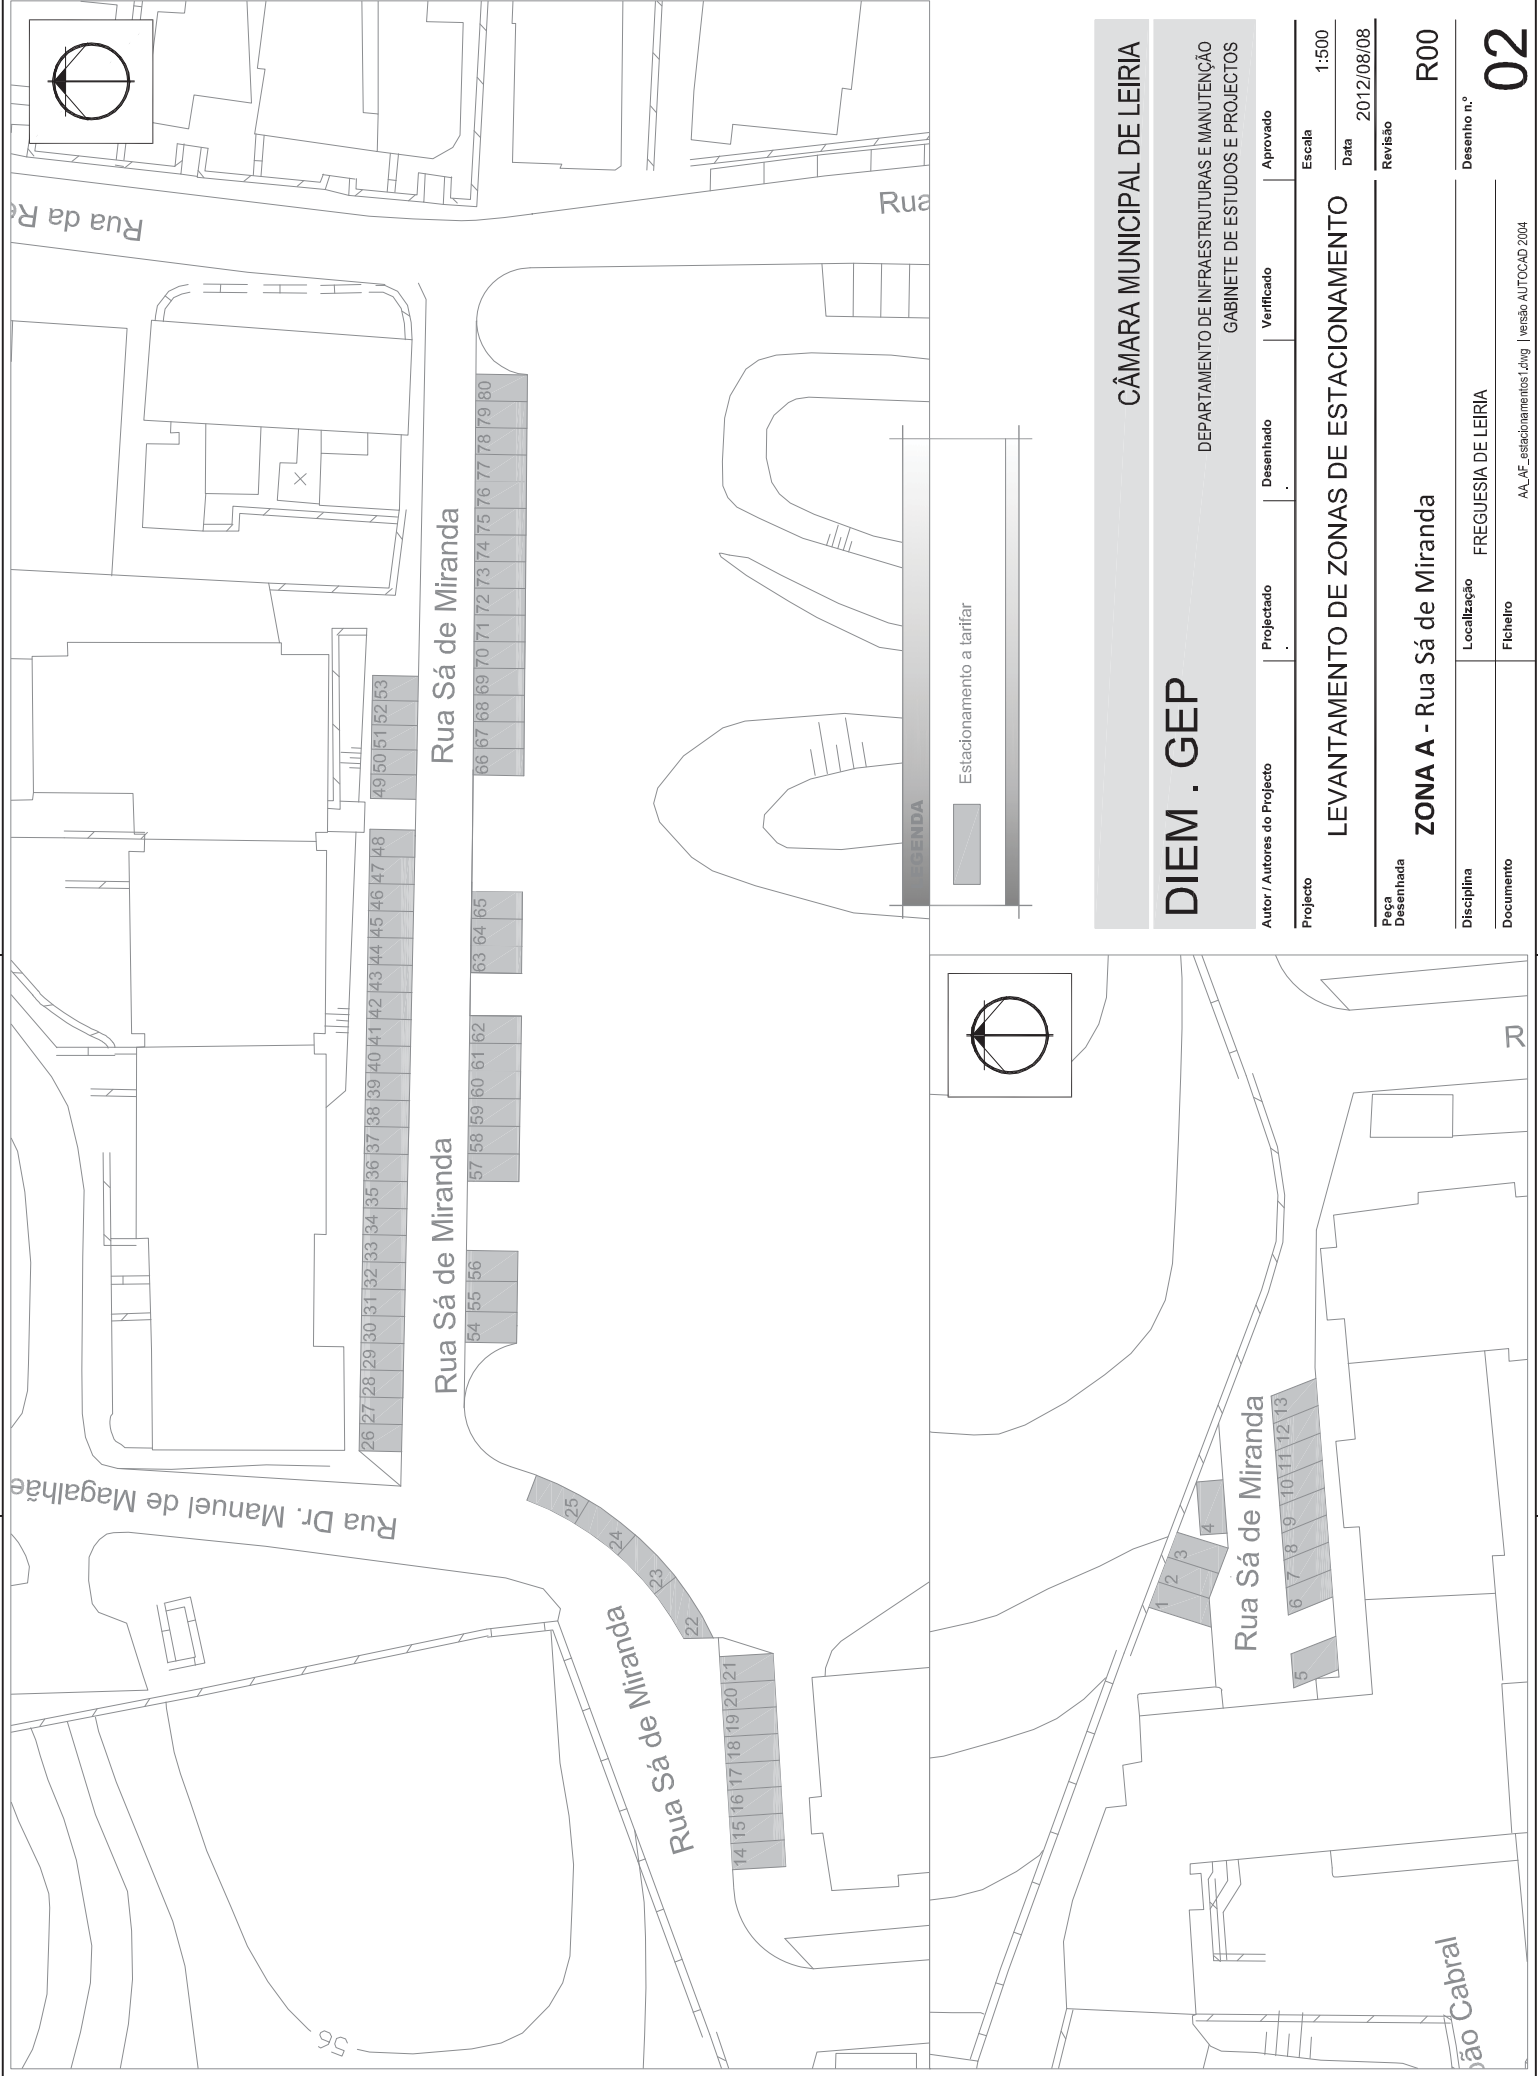 Rua da Re
Rua
Rua Sá de Miranda
80
79
78
77
76
75
74
73
72
71
70
69
68
67
66
53
52
51
50
49
48
47
46
45
44
43
42
41
40
39
38
37
36
35
34
33
32
31
30
29
28
27
26
65
64
63
62
61
60
59
58
57
56
55
54
Rua Sá de Miranda
Rua Dr. Manuel de Magalhãe
25
24
23
22
21
20
19
18
17
16
15
14
Rua Sá de Miranda
56
EGENDA
Estacionamento a tarifar
R
Rua Sá de Miranda
1
2
3
4
5
6
7
8
9
10
11
12
13
oão Cabral
CÂMARA MUNICIPAL DE LEIRIA
DIEM . GEP
DEPARTAMENTO DE INFRAESTRUTURAS E MANUTENÇÃO
GABINETE DE ESTUDOS E PROJECTOS
Autor / Autores do Projecto
Projectado
.
Desenhado
.
Verificado
Aprovado
Projecto
LEVANTAMENTO DE ZONAS DE ESTACIONAMENTO
Escala
1:500
Data
2012/08/08
Peça
Desenhada
ZONA A - Rua Sá de Miranda
Revisão
R00
Disciplina
Localização
FREGUESIA DE LEIRIA
Desenho n.º
02
Documento
Ficheiro
AA_AF_estacionamentos1.dwg | versão AUTOCAD 2004